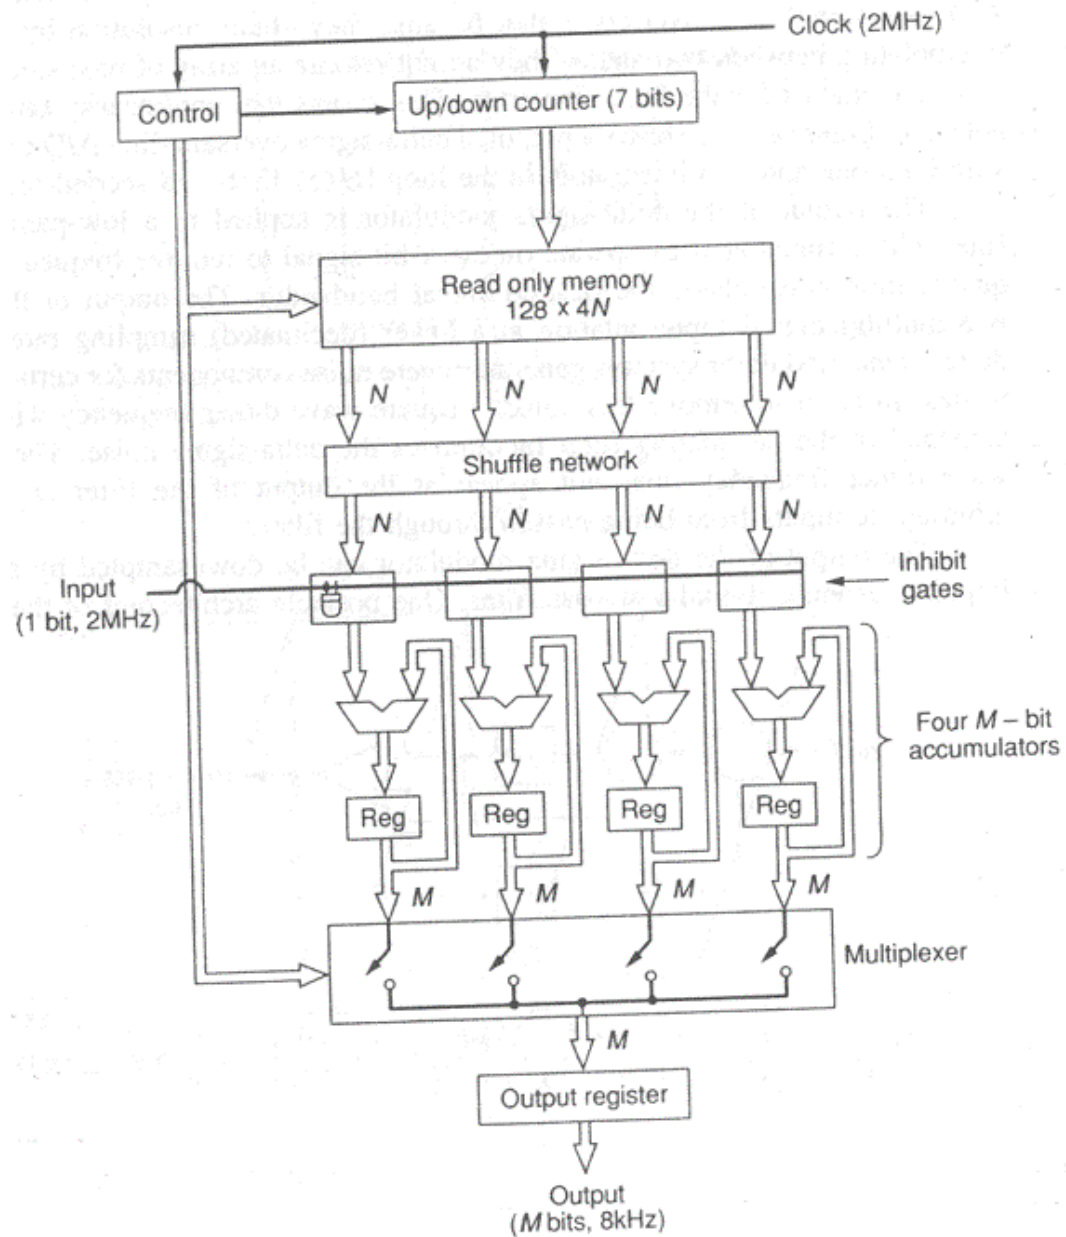 Clock (2MHz)
Control
Up/down counter (7 bits)
Read only memory
128 × 4N
N
N
N
N
Shuffle network
N
N
N
N
Input
(1 bit, 2MHz)
Inhibit
gates
Four M – bit
accumulators
Reg
Reg
Reg
Reg
M
M
M
M
Multiplexer
M
Output register
Output
(M bits, 8kHz)